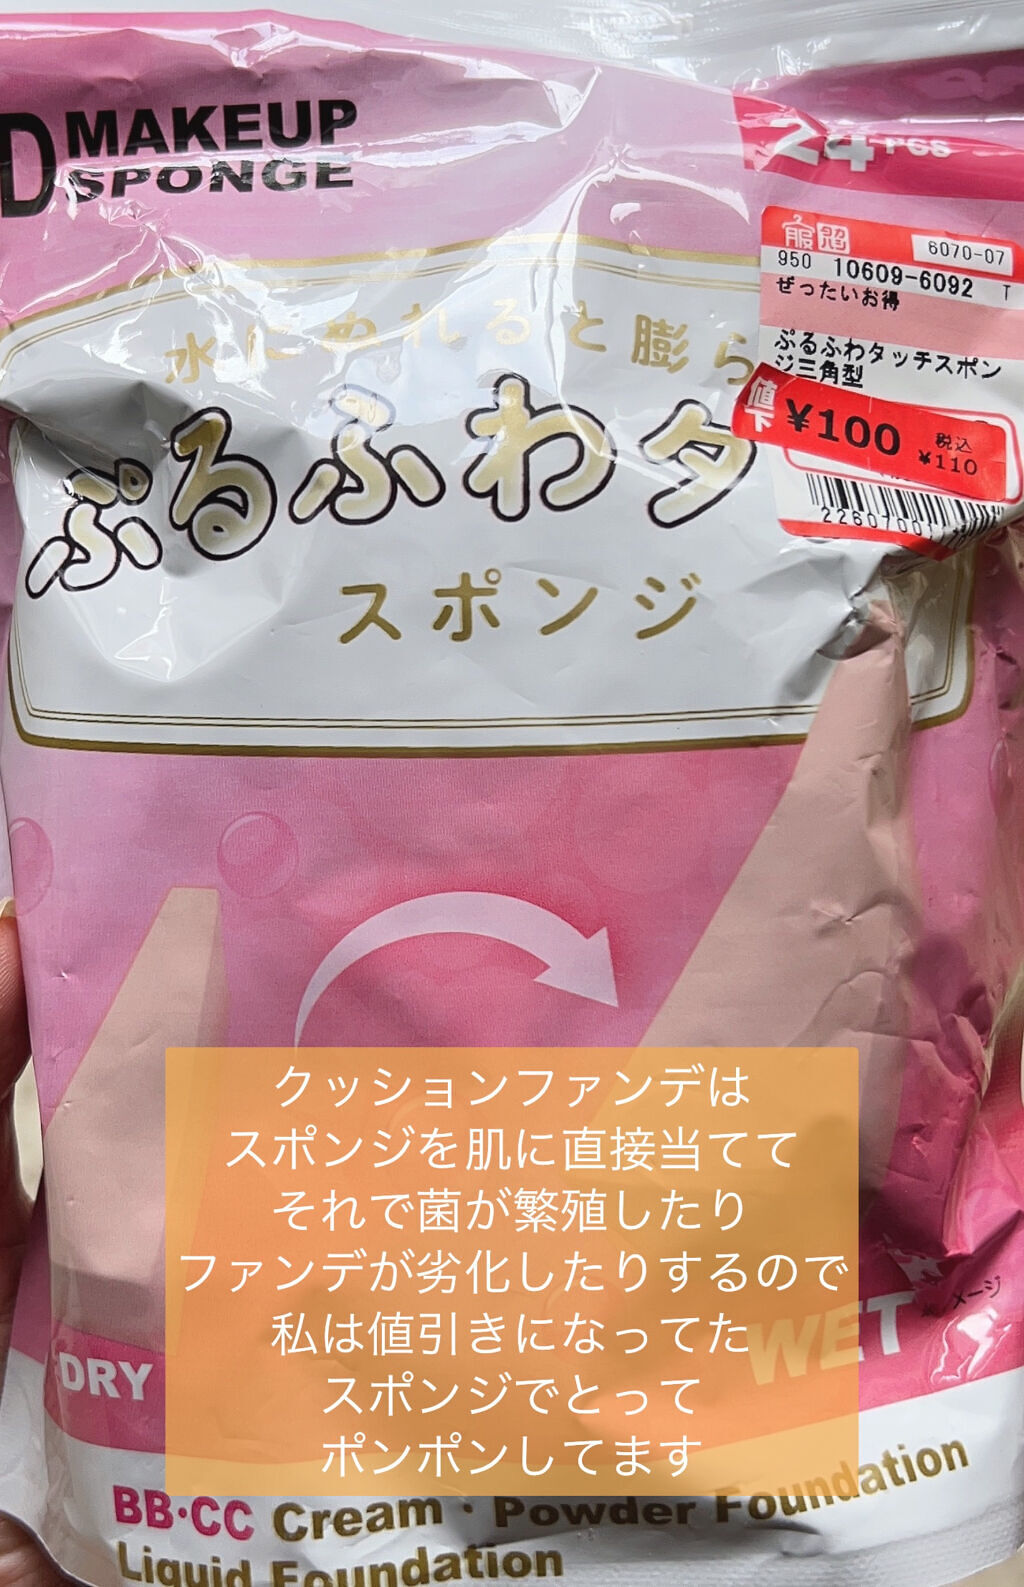 D MAKEUP
SPONGE
24 PCS
6070-07
950 10609-6092 T
ぜったいお得
ぷるふわタッチスポン
ジ三角型
値下
¥100
税込
¥110
水にぬれると膨ら
ぷるふわタ
スポンジ
クッションファンデは
スポンジを肌に直接当てて
それで菌が繁殖したり
ファンデが劣化したりするので
私は値引きになってた
スポンジでとって
ポンポンしてます
DRY
WET
BB・CC Cream・Powder Foundation
Liquid Foundation